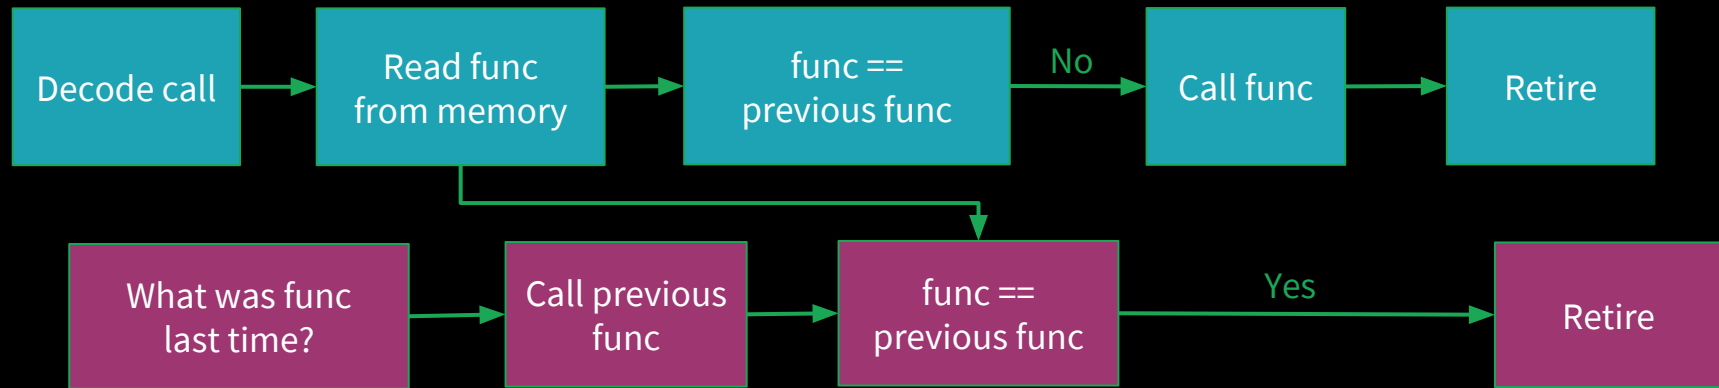 Decode call
Read func
from memory
func ==
previous func
No
Call func
Retire
What was func
last time?
Call previous
func
func ==
previous func
Yes
Retire